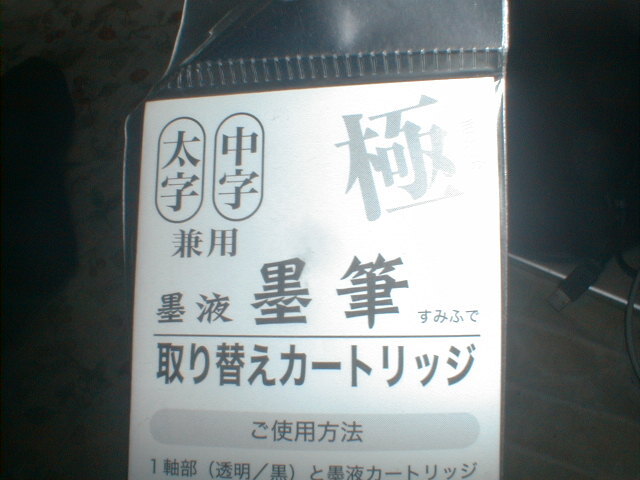 極
太字 中字
兼用
墨液 墨筆 すみふで
取り替えカートリッジ
ご使用方法
1軸部（透明／黒）と墨液カートリッジ